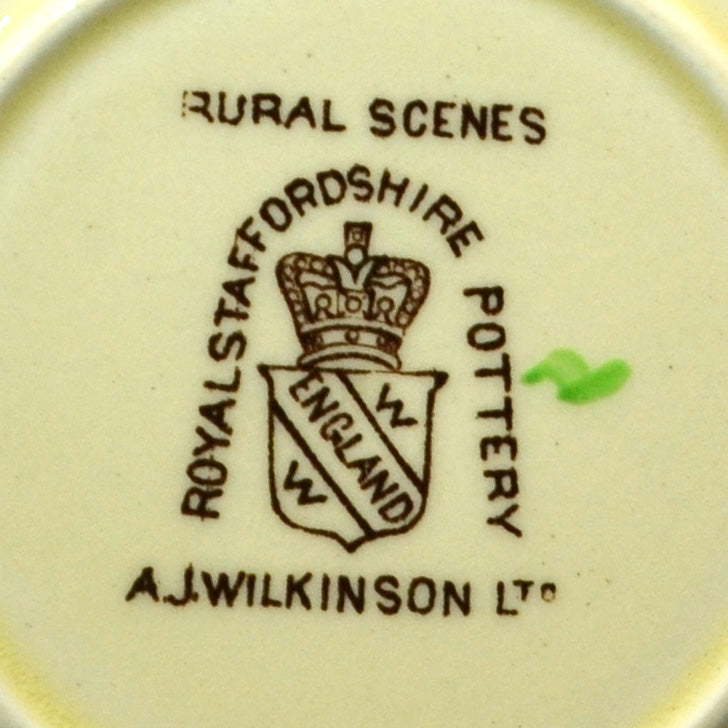 RURAL SCENES
ROYAL STAFFORDSHIRE POTTERY
W
ENGLAND
W
A.J. WILKINSON LTD